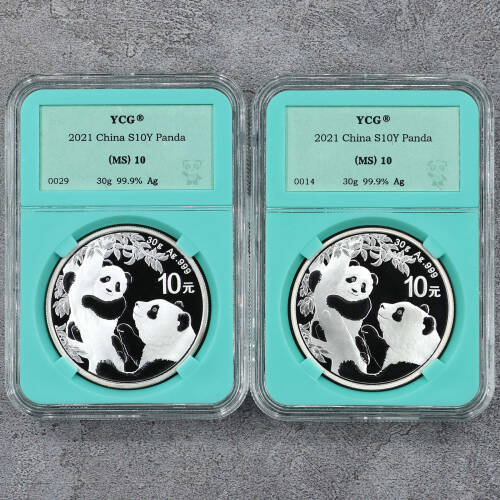 YCG®
2021 China S10Y Panda
(MS) 10
0029 30g 99.9% Ag
30g Ag .999
10元
YCG®
2021 China S10Y Panda
(MS) 10
0014 30g 99.9% Ag
30g Ag .999
10元